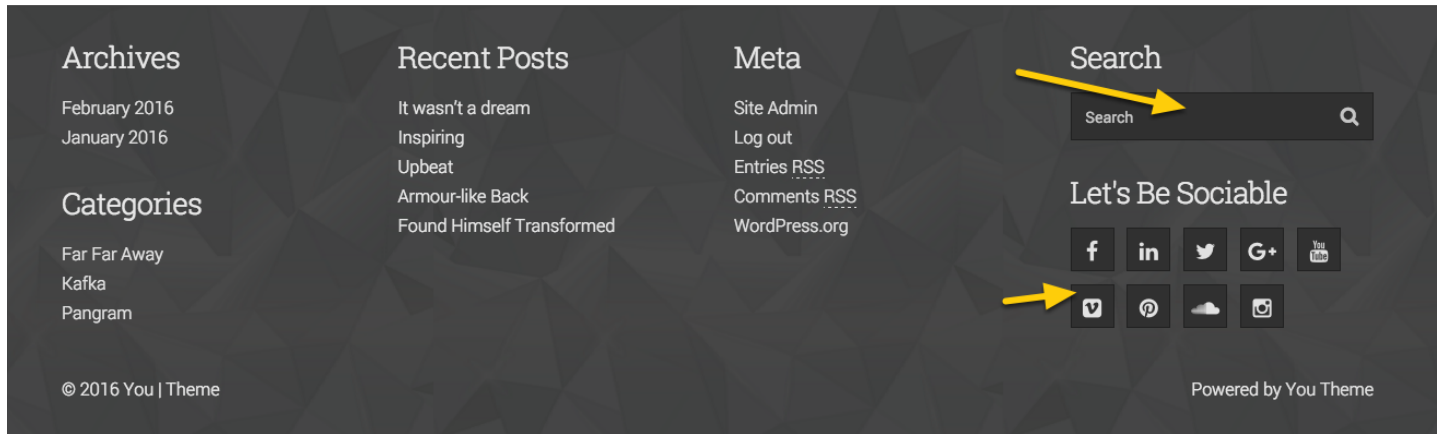 Archives
February 2016
January 2016
Categories
Far Far Away
Kafka
Pangram
Recent Posts
It wasn't a dream
Inspiring
Upbeat
Armour-like Back
Found Himself Transformed
Meta
Site Admin
Log out
Entries RSS
Comments RSS
WordPress.org
Search
Search
Let's Be Sociable
f in G+ You Tube
© 2016 You | Theme
Powered by You Theme